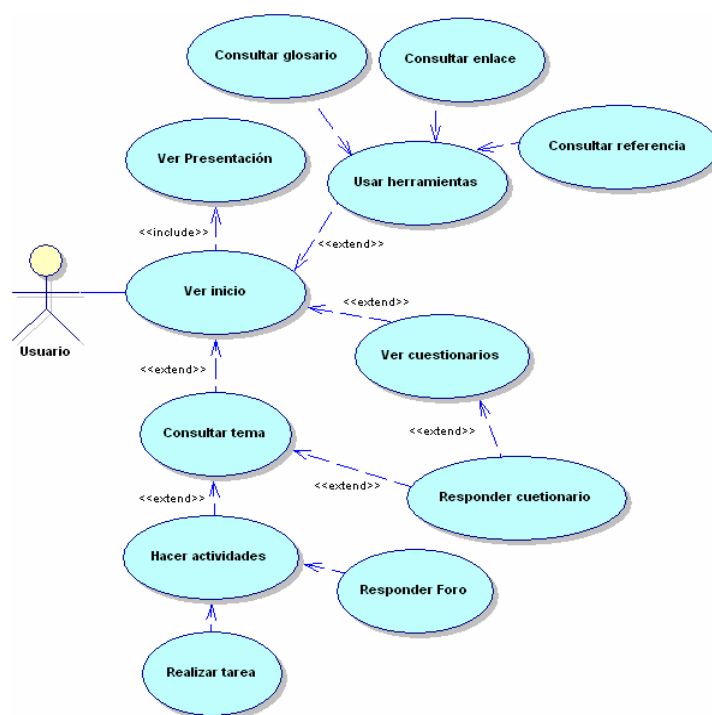 Consultar glosario
Consultar enlace
Consultar referencia
Ver Presentación
Usar herramientas
<<include>>
<<extend>>
Ver inicio
<<extend>>
Usuario
Ver cuestionarios
<<extend>>
Consultar tema
<<extend>>
<<extend>>
Responder cuetionario
<<extend>>
Hacer actividades
Responder Foro
Realizar tarea